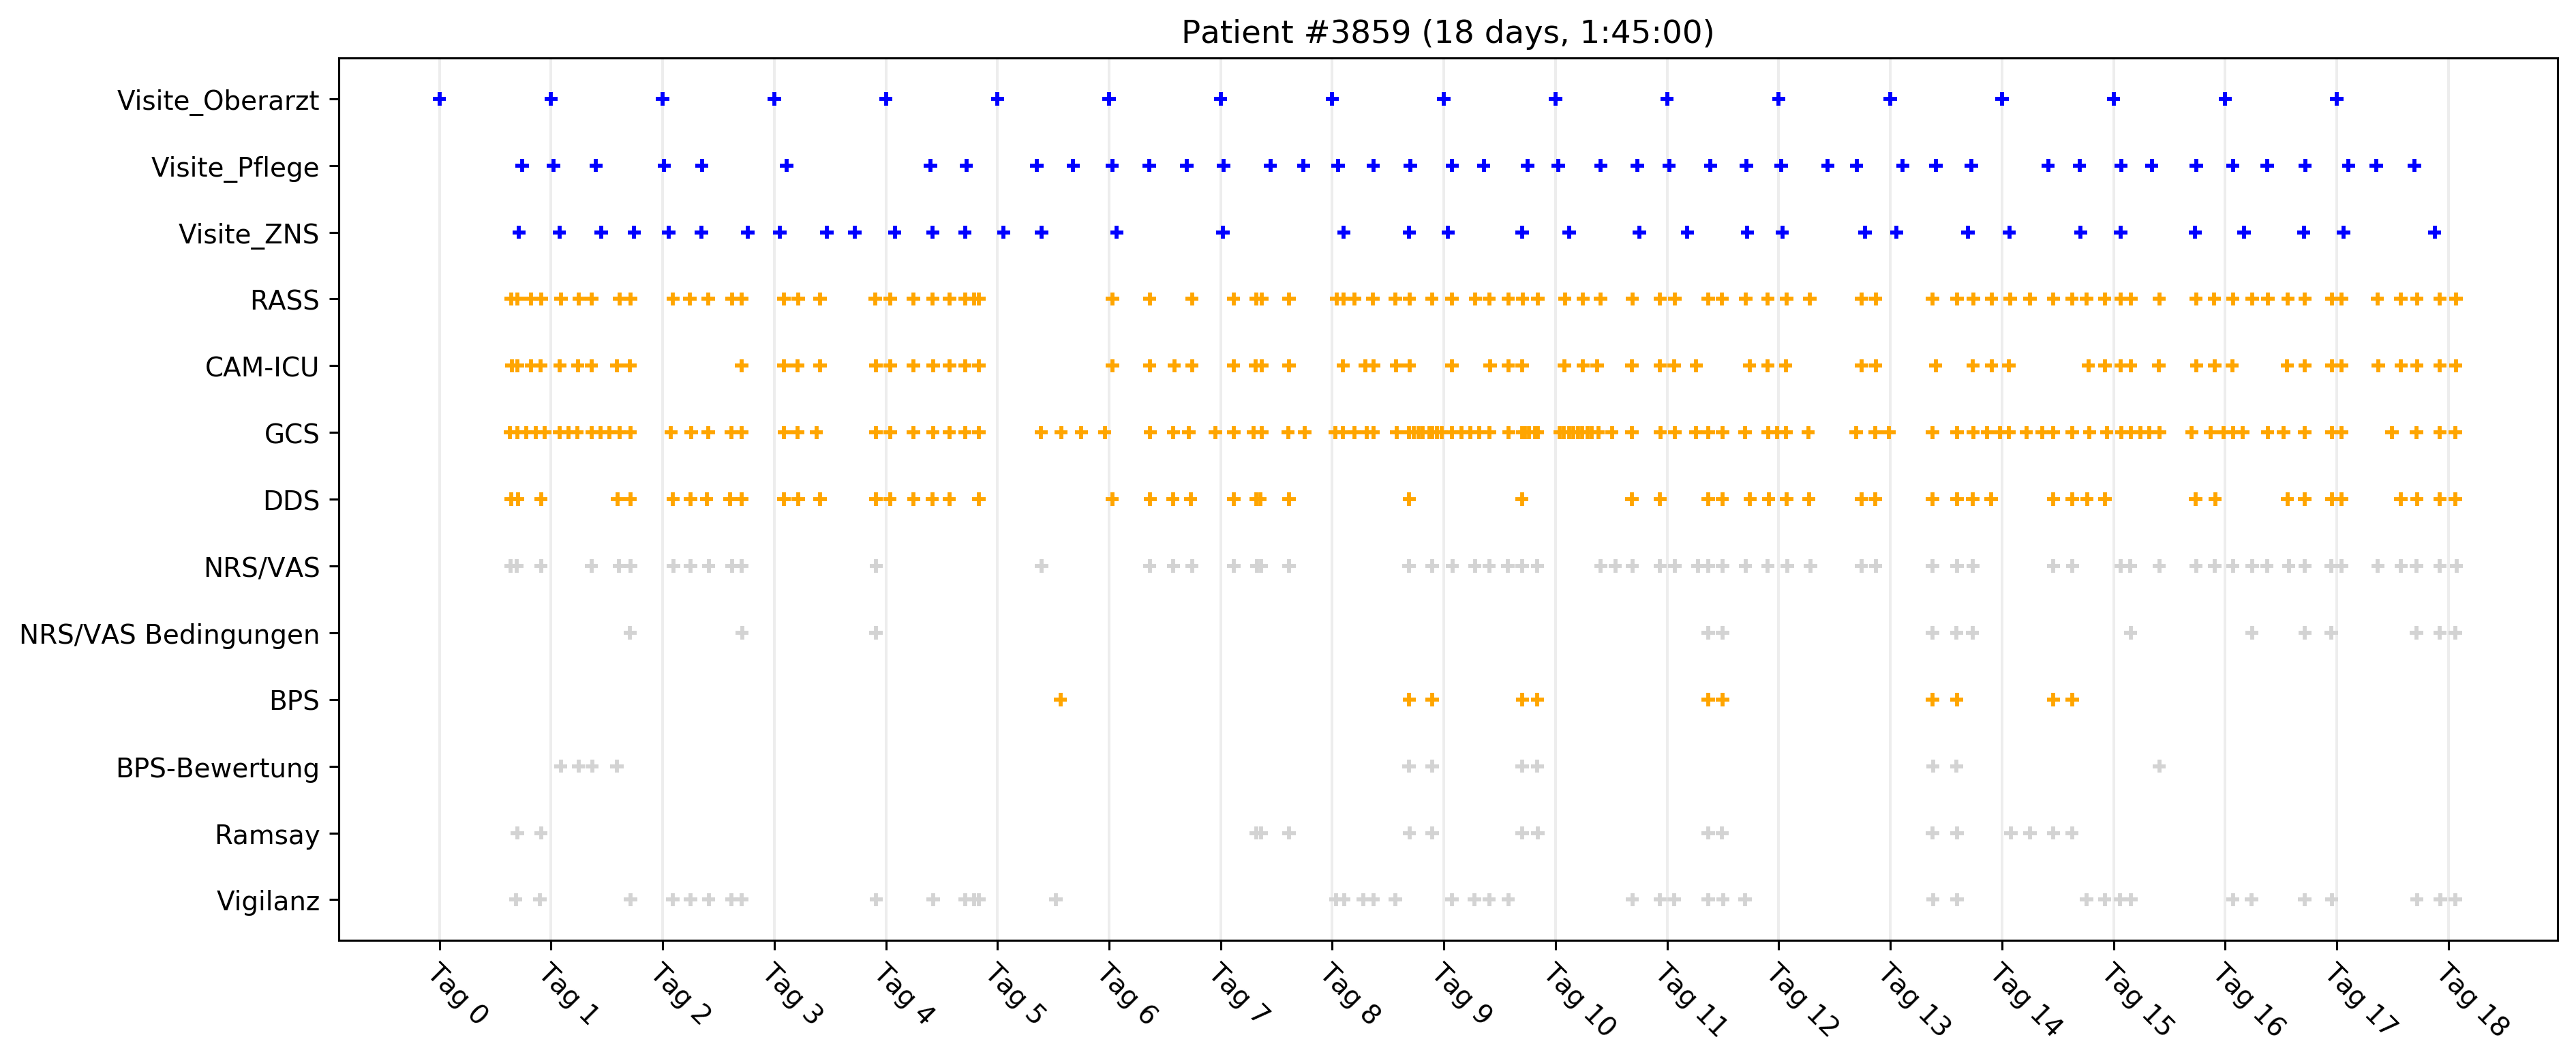 Patient #3859 (18 days, 1:45:00)
Visite_Oberarzt
Visite_Pflege
Visite_ZNS
RASS
CAM-ICU
GCS
DDS
NRS/VAS
NRS/VAS Bedingungen
BPS
BPS-Bewertung
Ramsay
Vigilanz
Tag 0
Tag 1
Tag 2
Tag 3
Tag 4
Tag 5
Tag 6
Tag 7
Tag 8
Tag 9
Tag 10
Tag 11
Tag 12
Tag 13
Tag 14
Tag 15
Tag 16
Tag 17
Tag 18